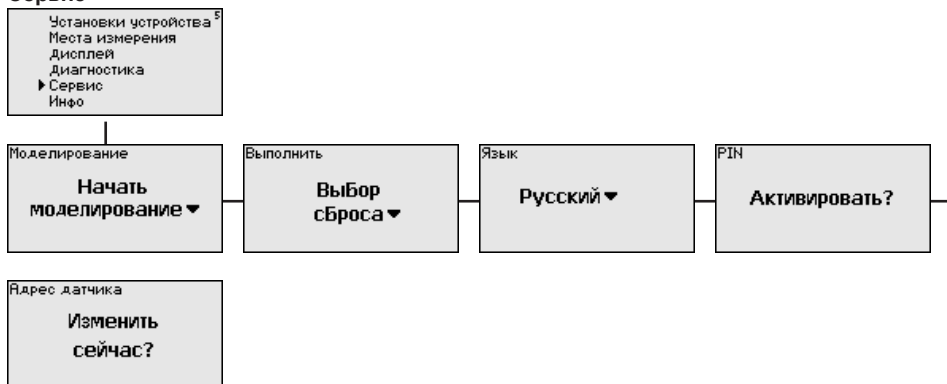 Сервис
Установки устройства 5
Места измерения
Дисплей
Диагностика
Сервис
Инфо
Моделирование
Начать
моделирование
Выполнить
Выбор
сброса
Язык
Русский
PIN
Активировать?
Адрес датчика
Изменить
сейчас?